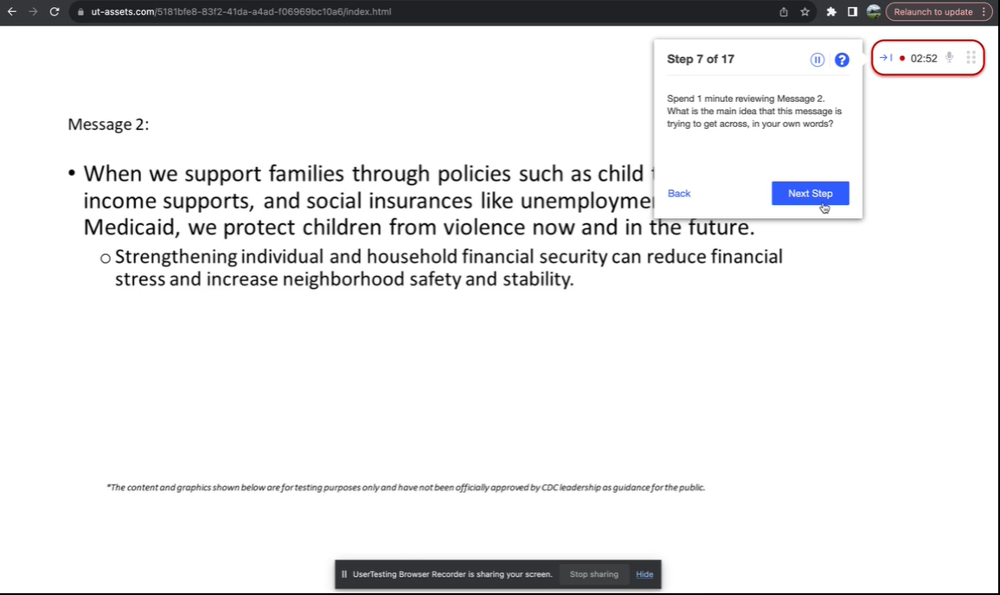 ut-assets.com/5181bfe8-83f2-41da-a4ad-f06969bc10a6/index.html
Relaunch to update
Step 7 of 17
02:52
Spend 1 minute reviewing Message 2.
What is the main idea that this message is
trying to get across, in your own words?
Back
Next Step
Message 2:
• When we support families through policies such as child
income supports, and social insurances like
Medicaid, we protect children from violence now and in the future.
○ Strengthening individual and household financial security can reduce financial
stress and increase neighborhood safety and stability.
*The content and graphics shown below are for testing purposes only and have not been officially approved by CDC leadership as guidance for the public.
UserTesting Browser Recorder is sharing your screen.
Stop sharing
Hide